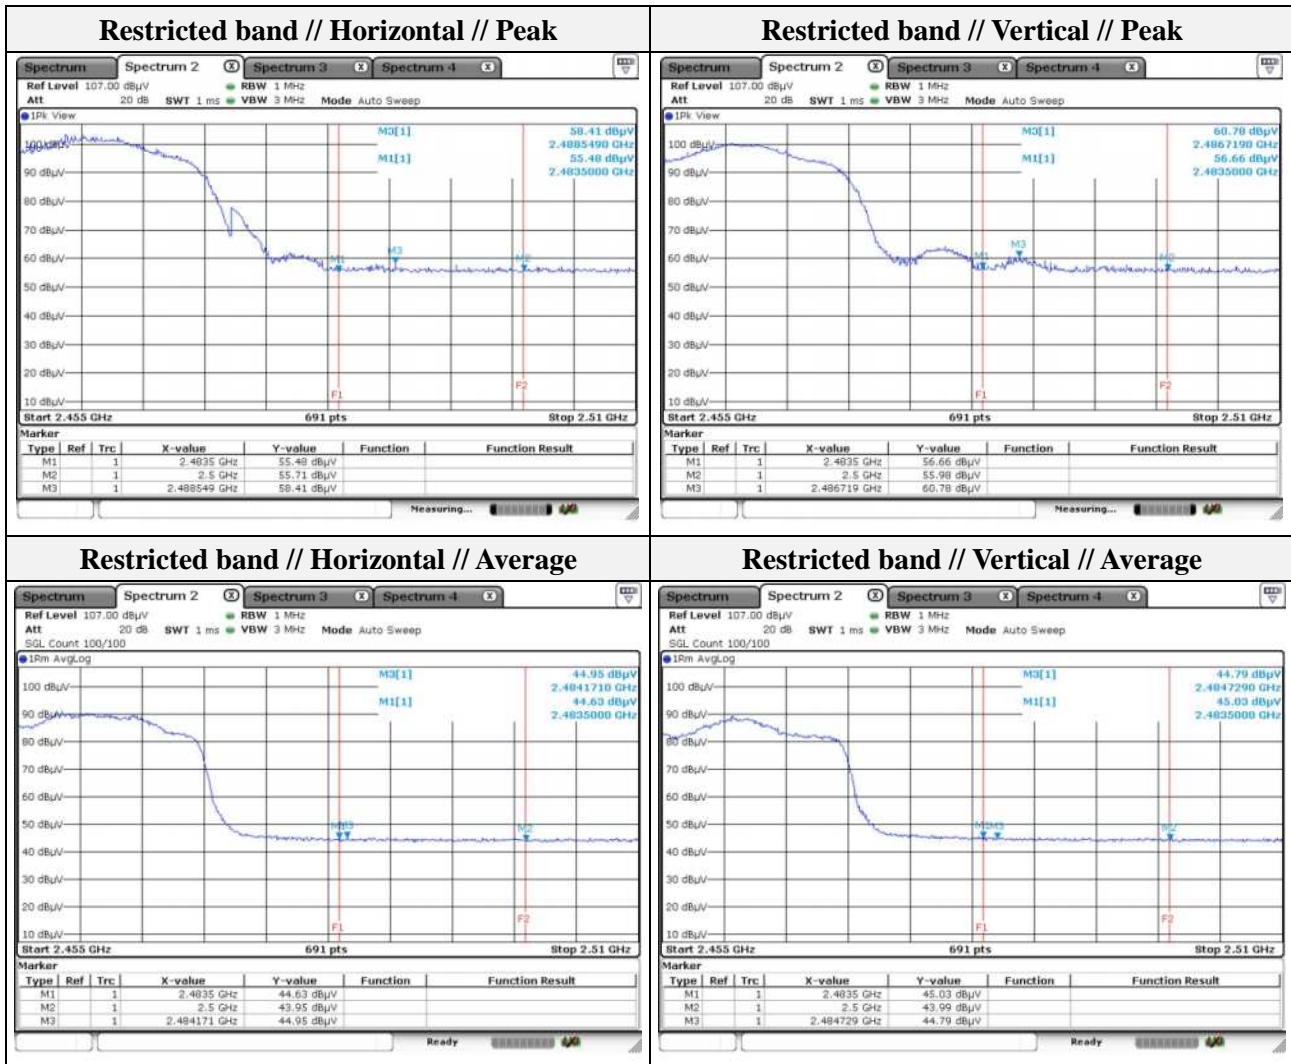 Restricted band // Horizontal // Peak
Spectrum Spectrum 2 X Spectrum 3 X Spectrum 4 X
Ref Level 107.00 dBµV RBW 1 MHz
Att 20 dB SWT 1 ms VBW 3 MHz Mode Auto Sweep
1Pk View
M3[1] 58.41 dBµV
2.4885490 GHz
M1[1] 55.48 dBµV
2.4835000 GHz
100 dBµV
90 dBµV
80 dBµV
70 dBµV
60 dBµV
50 dBµV
40 dBµV
30 dBµV
20 dBµV
10 dBµV
M1 M3 M2
F1 F2
Start 2.455 GHz 691 pts Stop 2.51 GHz
Marker
Type Ref Trc X-value Y-value Function Function Result
M1 1 2.4835 GHz 55.48 dBµV
M2 1 2.5 GHz 55.71 dBµV
M3 1 2.488549 GHz 58.41 dBµV
Measuring...
Restricted band // Vertical // Peak
Spectrum Spectrum 2 X Spectrum 3 X Spectrum 4 X
Ref Level 107.00 dBµV RBW 1 MHz
Att 20 dB SWT 1 ms VBW 3 MHz Mode Auto Sweep
1Pk View
M3[1] 60.78 dBµV
2.4867190 GHz
M1[1] 56.66 dBµV
2.4835000 GHz
100 dBµV
90 dBµV
80 dBµV
70 dBµV
60 dBµV
50 dBµV
40 dBµV
30 dBµV
20 dBµV
10 dBµV
M1 M3 M2
F1 F2
Start 2.455 GHz 691 pts Stop 2.51 GHz
Marker
Type Ref Trc X-value Y-value Function Function Result
M1 1 2.4835 GHz 56.66 dBµV
M2 1 2.5 GHz 55.98 dBµV
M3 1 2.486719 GHz 60.78 dBµV
Measuring...
Restricted band // Horizontal // Average
Spectrum Spectrum 2 X Spectrum 3 X Spectrum 4 X
Ref Level 107.00 dBµV RBW 1 MHz
Att 20 dB SWT 1 ms VBW 3 MHz Mode Auto Sweep
SGL Count 100/100
1Rm AvgLog
M3[1] 44.95 dBµV
2.4841710 GHz
M1[1] 44.63 dBµV
2.4835000 GHz
100 dBµV
90 dBµV
80 dBµV
70 dBµV
60 dBµV
50 dBµV
40 dBµV
30 dBµV
20 dBµV
10 dBµV
M1 M3 M2
F1 F2
Start 2.455 GHz 691 pts Stop 2.51 GHz
Marker
Type Ref Trc X-value Y-value Function Function Result
M1 1 2.4835 GHz 44.63 dBµV
M2 1 2.5 GHz 43.95 dBµV
M3 1 2.484171 GHz 44.95 dBµV
Ready
Restricted band // Vertical // Average
Spectrum Spectrum 2 X Spectrum 3 X Spectrum 4 X
Ref Level 107.00 dBµV RBW 1 MHz
Att 20 dB SWT 1 ms VBW 3 MHz Mode Auto Sweep
SGL Count 100/100
1Rm AvgLog
M3[1] 44.79 dBµV
2.4847290 GHz
M1[1] 45.03 dBµV
2.4835000 GHz
100 dBµV
90 dBµV
80 dBµV
70 dBµV
60 dBµV
50 dBµV
40 dBµV
30 dBµV
20 dBµV
10 dBµV
M1 M3 M2
F1 F2
Start 2.455 GHz 691 pts Stop 2.51 GHz
Marker
Type Ref Trc X-value Y-value Function Function Result
M1 1 2.4835 GHz 45.03 dBµV
M2 1 2.5 GHz 43.99 dBµV
M3 1 2.484729 GHz 44.79 dBµV
Ready